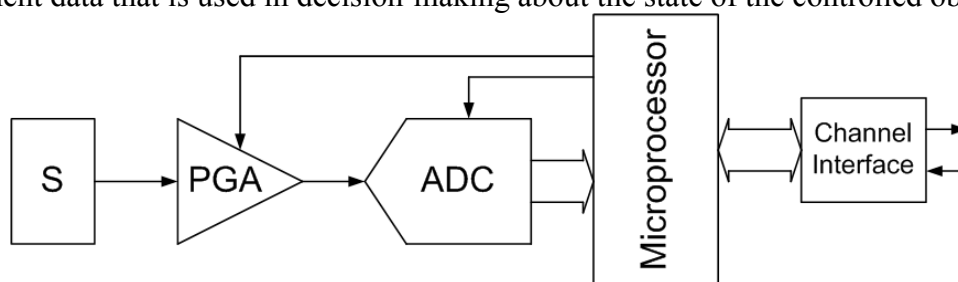 ent data that is used in decision making about the state of the controlled ob
S
PGA
ADC
Microprocessor
Channel
Interface